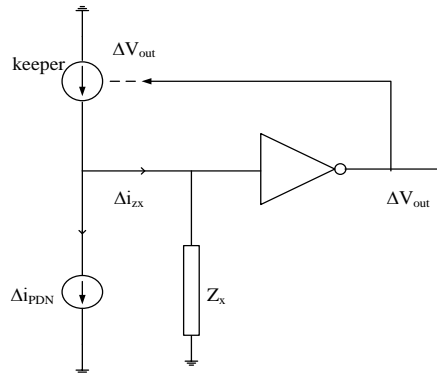 ΔV_out
keeper
Δi_zx
ΔV_out
Δi_PDN
Z_x